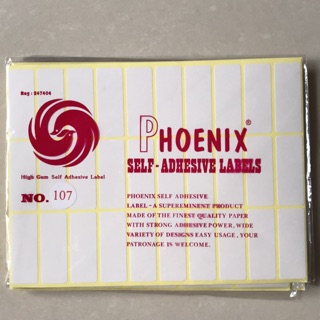 Reg : 247404
PHOENIX®
SELF-ADHESIVE LABELS
High Gum Self Adhesive Label
NO. 107
PHOENIX SELF ADHESIVE
LABEL-A SUPEREMINENT PRODUCT
MADE OF THE FINEST QUALITY PAPER
WITH STRONG ADHESIVE POWER, WIDE
VARIETY OF DESIGNS EASY USAGE, YOUR
PATRONAGE IS WELCOME.